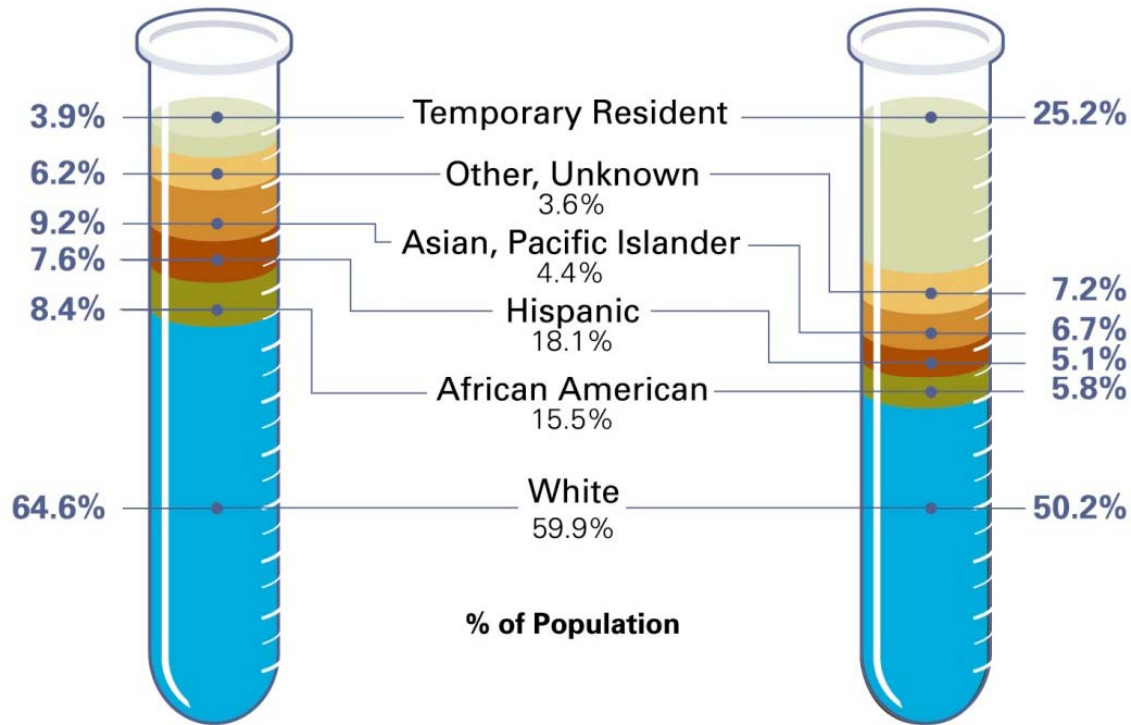 3.9% Temporary Resident 25.2%
6.2% Other, Unknown
3.6%
9.2% Asian, Pacific Islander 7.2%
4.4%
7.6% Hispanic 6.7%
18.1% 5.1%
8.4% African American 5.8%
15.5%
64.6% White 50.2%
59.9%
% of Population